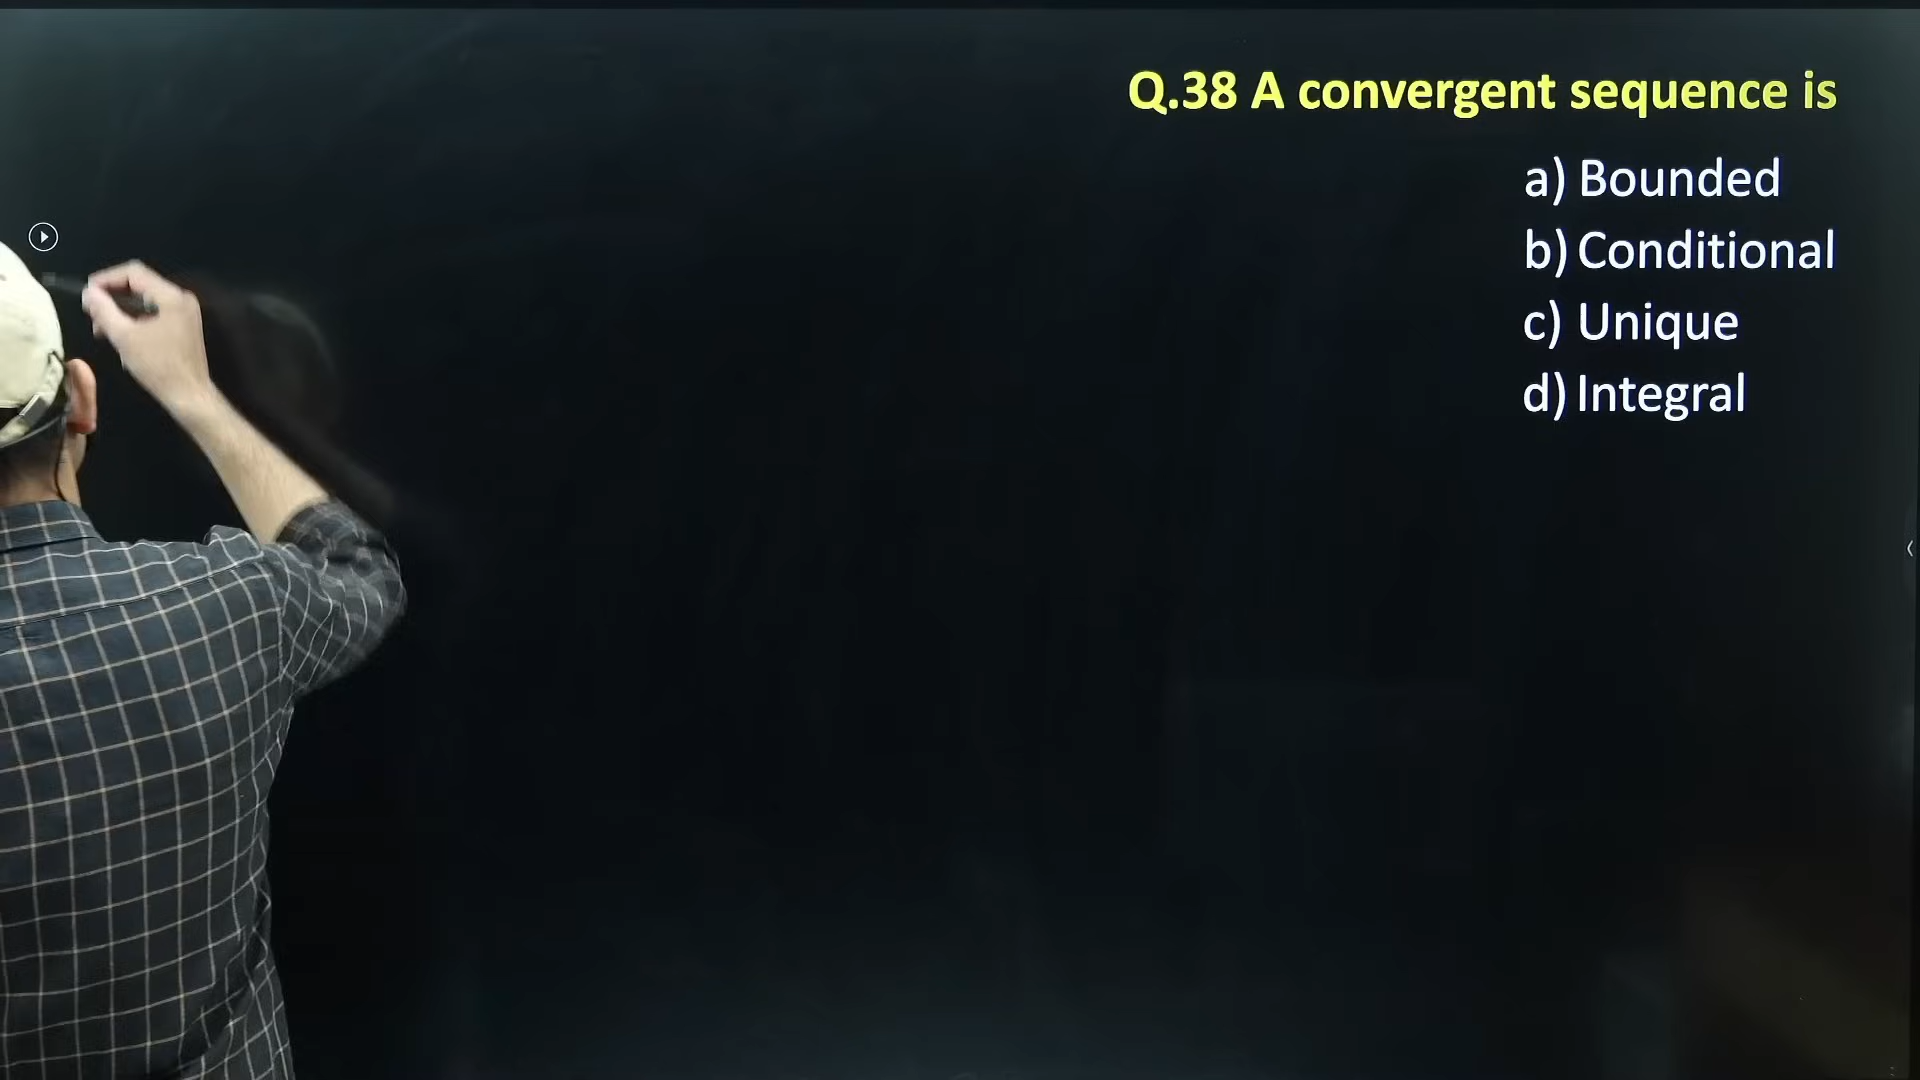 Q.38 A convergent sequence is
a) Bounded
b) Conditional
c) Unique
d) Integral